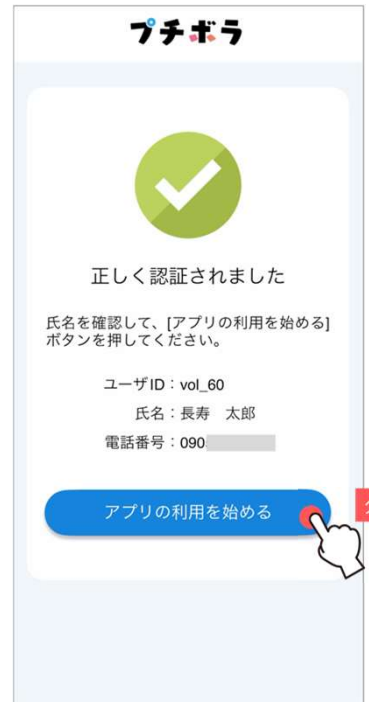 プチボラ
正しく認証されました
氏名を確認して、[アプリの利用を始める]
ボタンを押してください。
ユーザID：vol_60
氏名：長寿　太郎
電話番号：090
アプリの利用を始める